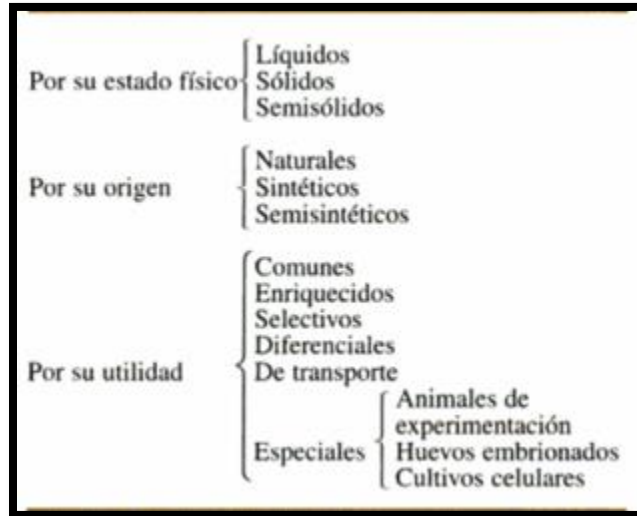 Por su estado físico
Líquidos
Sólidos
Semisólidos
Por su origen
Naturales
Sintéticos
Semisintéticos
Por su utilidad
Comunes
Enriquecidos
Selectivos
Diferenciales
De transporte
Especiales
Animales de
experimentación
Huevos embrionados
Cultivos celulares